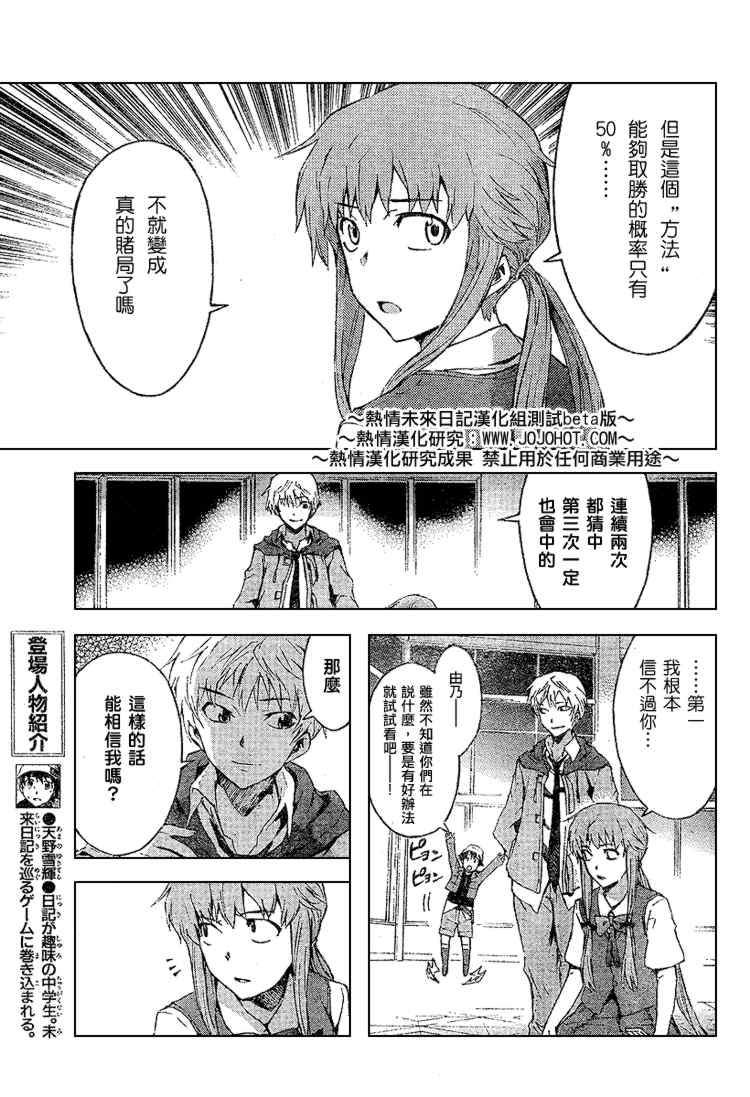 但是這個〞方法〝
能夠取勝的概率只有
50%……
不就變成
真的賭局了嗎
～熱情未來日記漢化組測試beta版～
～熱情漢化研究：WWW.JOJOHOT.COM～
～熱情漢化研究成果 禁止用於任何商業用途～
連續兩次
都猜中
第三次一定
也會中的
……第一
我根本
信不過你…
由乃——
雖然不知道你們在
說什麼，要是有好辦法
就試試看吧——
ピョン
ピョン
那麼
這樣的話
能相信我嗎？
登場人物紹介
●天野雪輝●日記が趣味の中学生。未
来日記を巡るゲームに巻き込まれる。